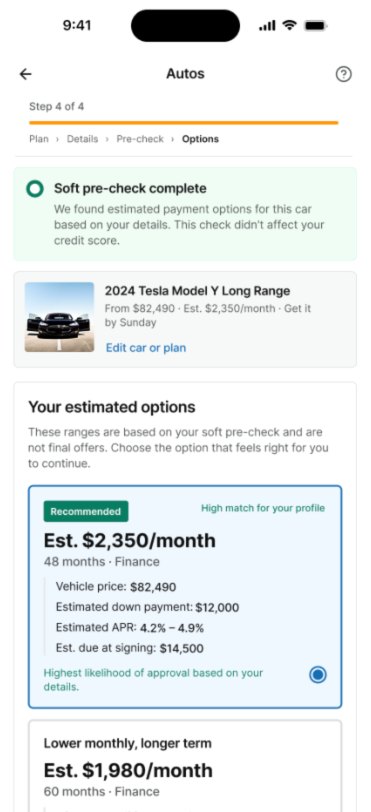 9:41
Autos
Step 4 of 4
Plan › Details › Pre-check › Options
Soft pre-check complete
We found estimated payment options for this car
based on your details. This check didn't affect your
credit score.
2024 Tesla Model Y Long Range
From $82,490 · Est. $2,350/month · Get it
by Sunday
Edit car or plan
Your estimated options
These ranges are based on your soft pre-check and are
not final offers. Choose the option that feels right for you
to continue.
Recommended
High match for your profile
Est. $2,350/month
48 months · Finance
Vehicle price: $82,490
Estimated down payment: $12,000
Estimated APR: 4.2% – 4.9%
Est. due at signing: $14,500
Highest likelihood of approval based on your
details.
Lower monthly, longer term
Est. $1,980/month
60 months · Finance